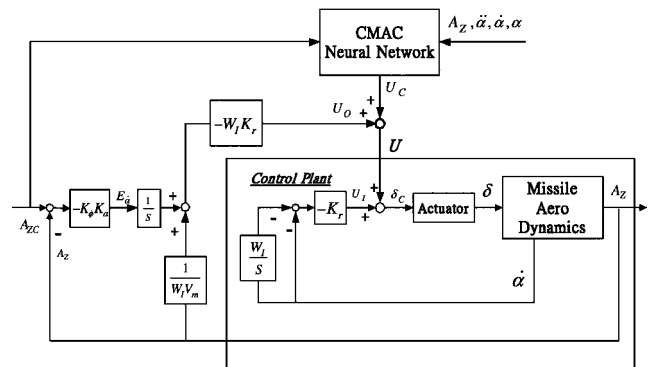 CMAC
Neural Network
A_Z, α̈, α̇, α
U_C
U_O
+
+
-W_I K_r
U
Control Plant
A_ZC
-
A_Z
-K_ϕ K_a
E_α̇
1/s
+
+
1/(W_I V_m)
W_I/S
-
-
-K_r
U_I
+
+
δ_C
Actuator
δ
Missile
Aero
Dynamics
A_Z
α̇